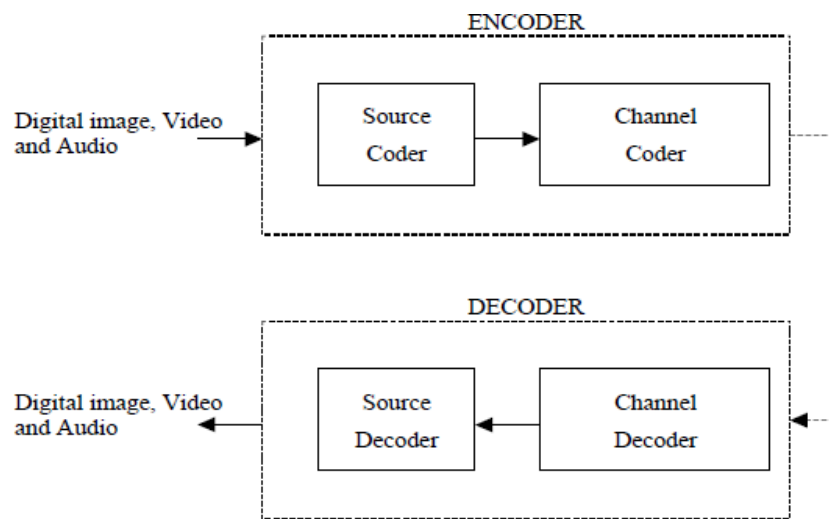 ENCODER
Digital image, Video
and Audio
Source
Coder
Channel
Coder
DECODER
Digital image, Video
and Audio
Source
Decoder
Channel
Decoder